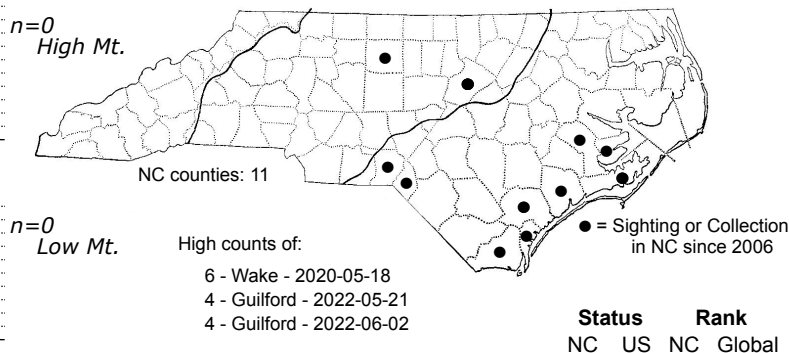 n=0
High Mt.
NC counties: 11
n=0
Low Mt.
High counts of:
6 - Wake - 2020-05-18
4 - Guilford - 2022-05-21
4 - Guilford - 2022-06-02
● = Sighting or Collection
in NC since 2006
Status Rank
NC US NC Global